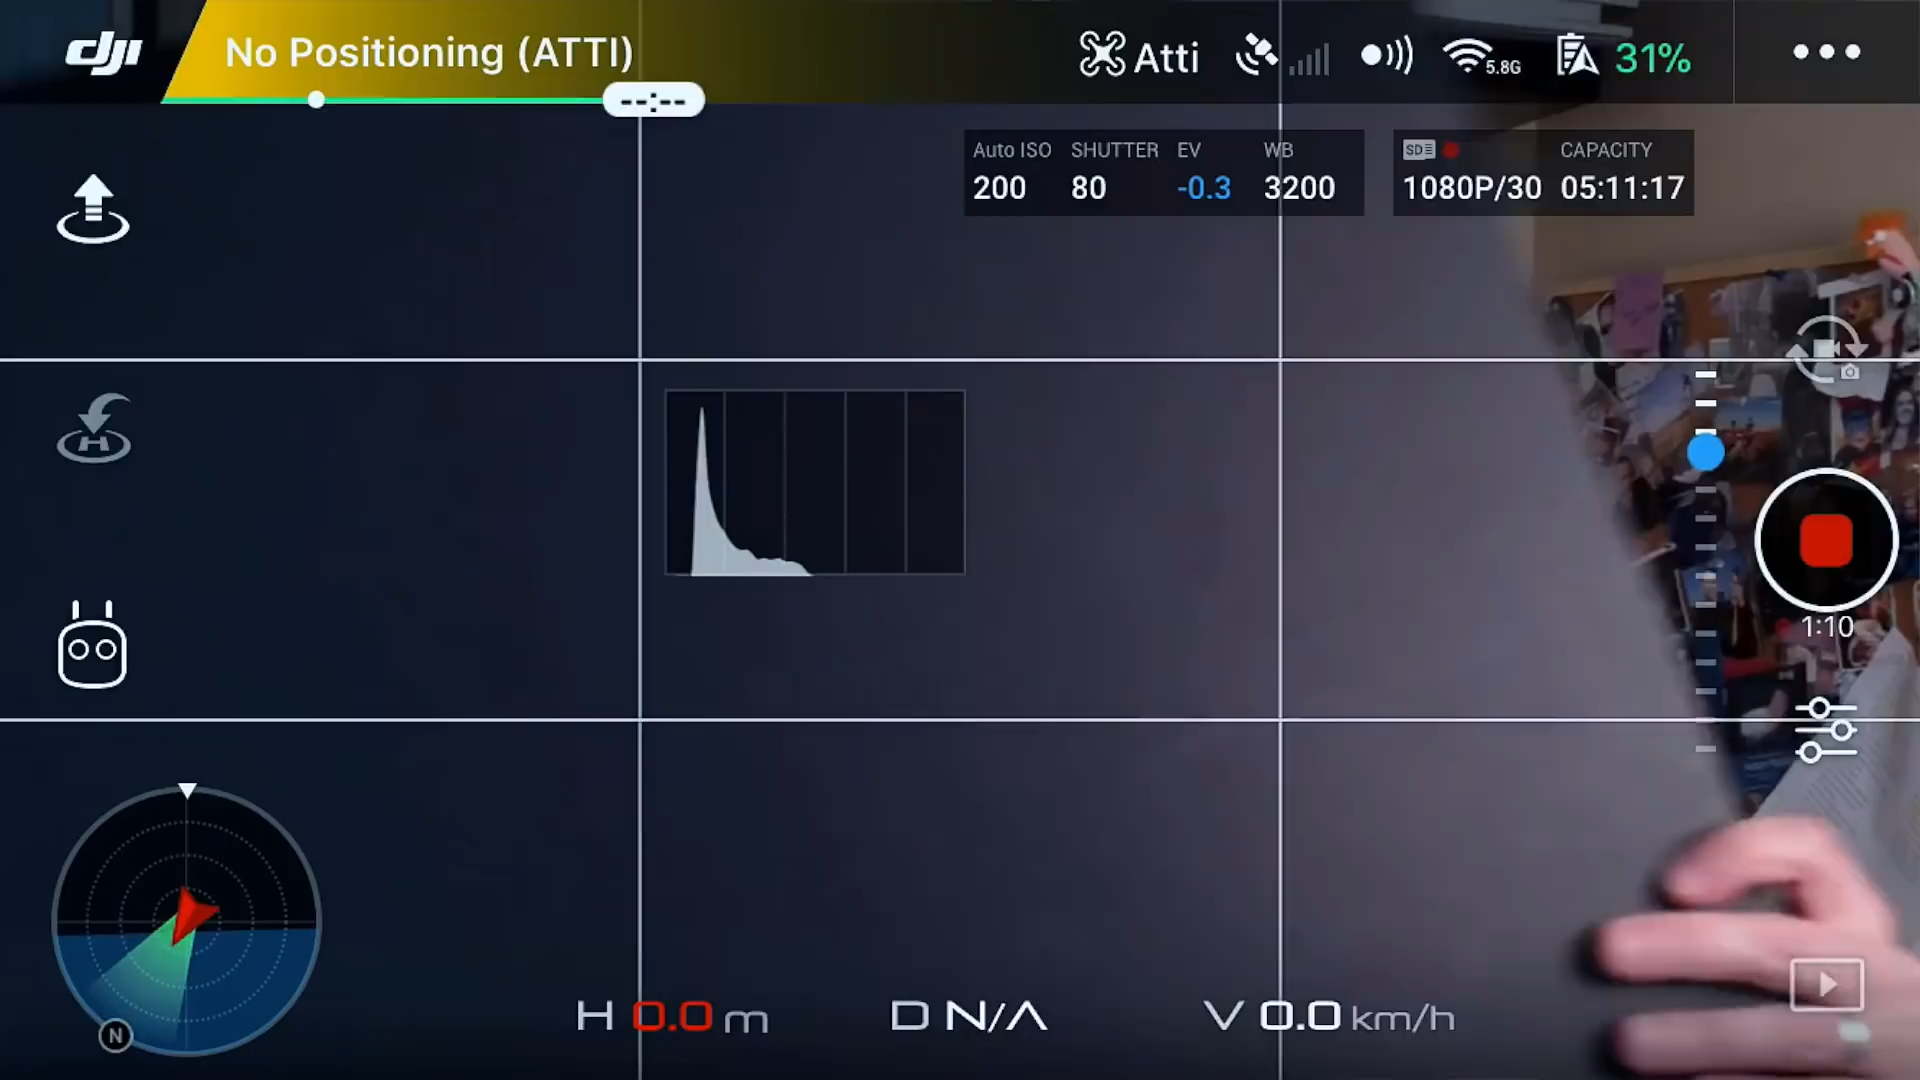 dji
No Positioning (ATTI)
Atti
5.8G
31%
--:--
Auto ISO SHUTTER EV WB
200 80 -0.3 3200
SD CAPACITY
1080P/30 05:11:17
H
1:10
N
H 0.0 m D N/A V 0.0 km/h